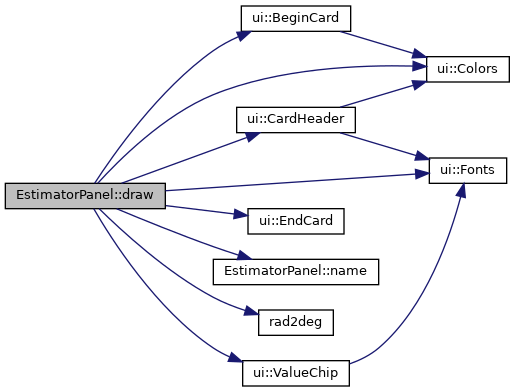 ui::BeginCard
ui::Colors
ui::CardHeader
ui::Fonts
EstimatorPanel::draw
ui::EndCard
EstimatorPanel::name
rad2deg
ui::ValueChip